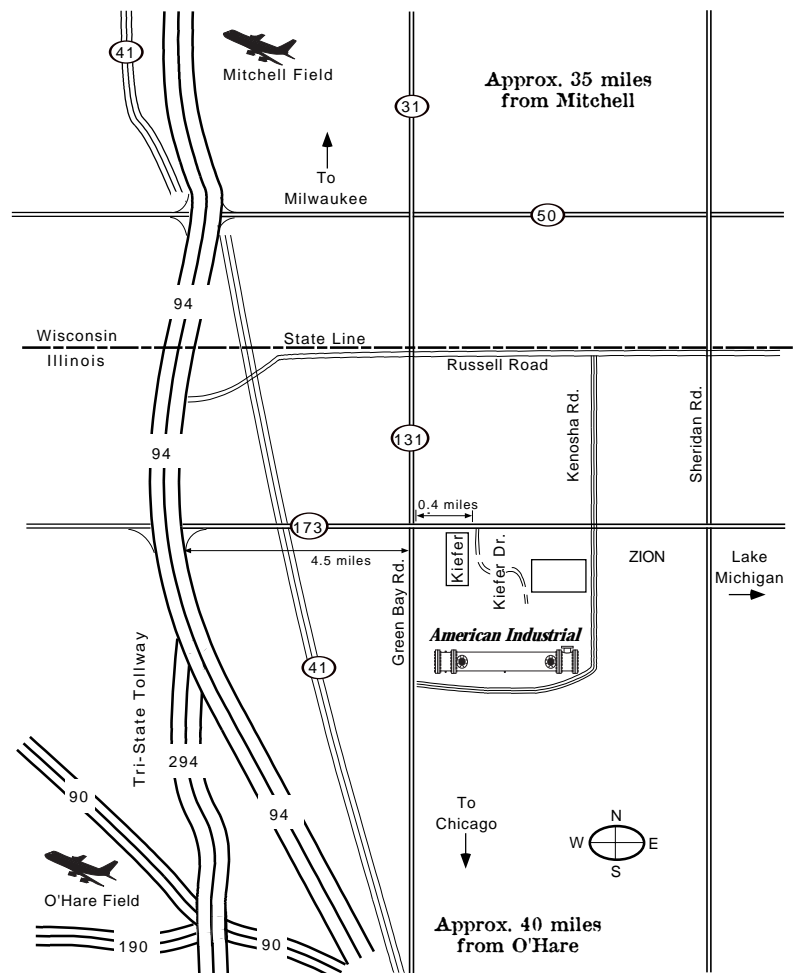 41
Mitchell Field
Approx. 35 miles
from Mitchell
31
To
Milwaukee
50
94
Wisconsin
State Line
Illinois
Russell Road
Kenosha Rd.
Sheridan Rd.
131
94
0.4 miles
173
4.5 miles
Kiefer
Kiefer Dr.
ZION
Lake
Michigan
Green Bay Rd.
American Industrial
41
Tri-State Tollway
294
90
94
To
Chicago
N
W E
S
O'Hare Field
190
90
Approx. 40 miles
from O'Hare